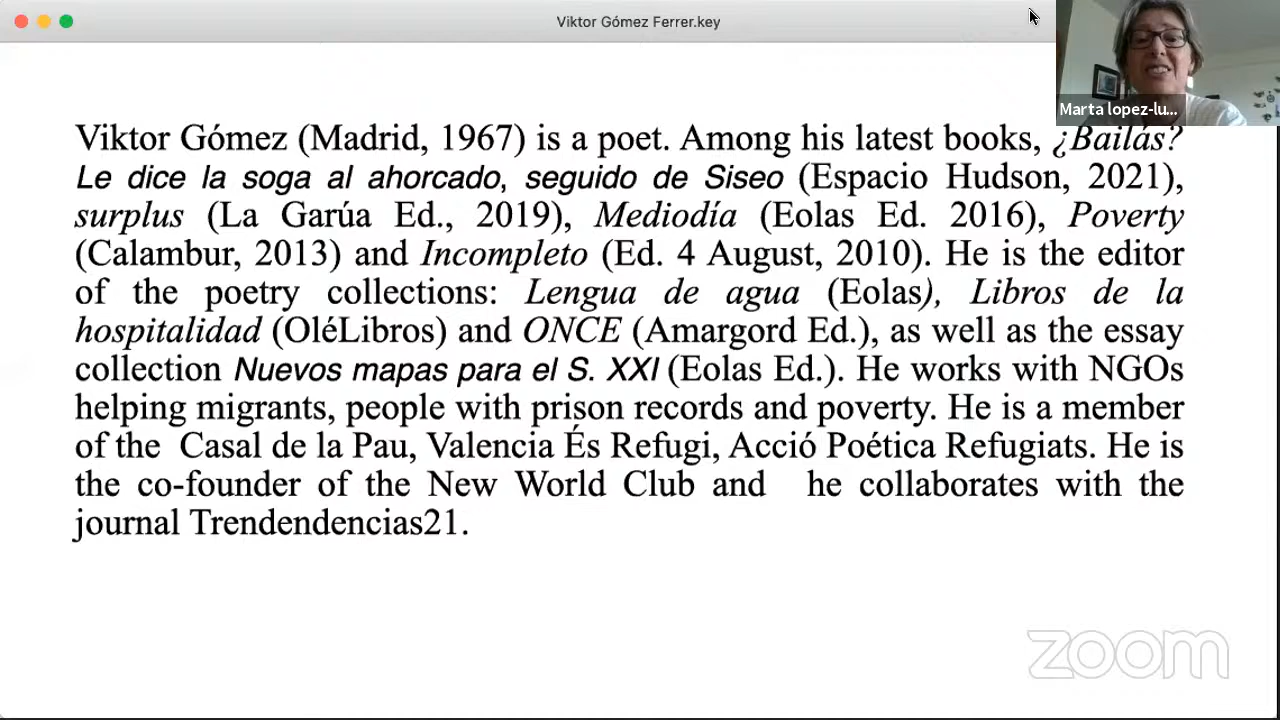 Viktor Gómez Ferrer.key
Marta lopez-lu...
Viktor Gómez (Madrid, 1967) is a poet. Among his latest books, ¿Bailás?
Le dice la soga al ahorcado, seguido de Siseo (Espacio Hudson, 2021),
surplus (La Garúa Ed., 2019), Mediodía (Eolas Ed. 2016), Poverty
(Calambur, 2013) and Incompleto (Ed. 4 August, 2010). He is the editor
of the poetry collections: Lengua de agua (Eolas), Libros de la
hospitalidad (OléLibros) and ONCE (Amargord Ed.), as well as the essay
collection Nuevos mapas para el S. XXI (Eolas Ed.). He works with NGOs
helping migrants, people with prison records and poverty. He is a member
of the Casal de la Pau, Valencia És Refugi, Acció Poética Refugiats. He is
the co-founder of the New World Club and he collaborates with the
journal Trendendencias21.
zoom